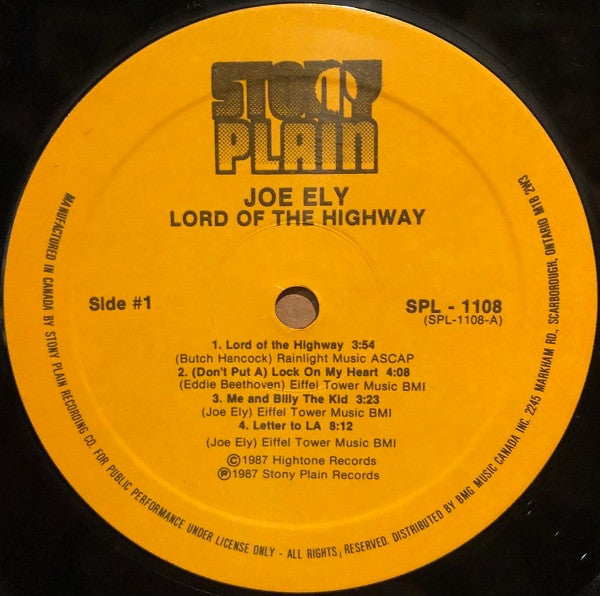 STONY
PLAIN
JOE ELY
LORD OF THE HIGHWAY
Side #1
SPL - 1108
(SPL-1108-A)
1. Lord of the Highway 3:54
(Butch Hancock) Rainlight Music ASCAP
2. (Don't Put A) Lock On My Heart 4:08
(Eddie Beethoven) Eiffel Tower Music BMI
3. Me and Billy The Kid 3:23
(Joe Ely) Eiffel Tower Music BMI
4. Letter to LA 8:12
(Joe Ely) Eiffel Tower Music BMI
Ⓒ1987 Hightone Records
Ⓟ1987 Stony Plain Records
MANUFACTURED IN CANADA BY STONY PLAIN RECORDING CO. FOR PUBLIC PERFORMANCE UNDER LICENSE ONLY - ALL RIGHTS RESERVED. DISTRIBUTED BY BMG MUSIC CANADA INC. 2245 MARKHAM RD., SCARBOROUGH, ONTARIO M1B 2W3